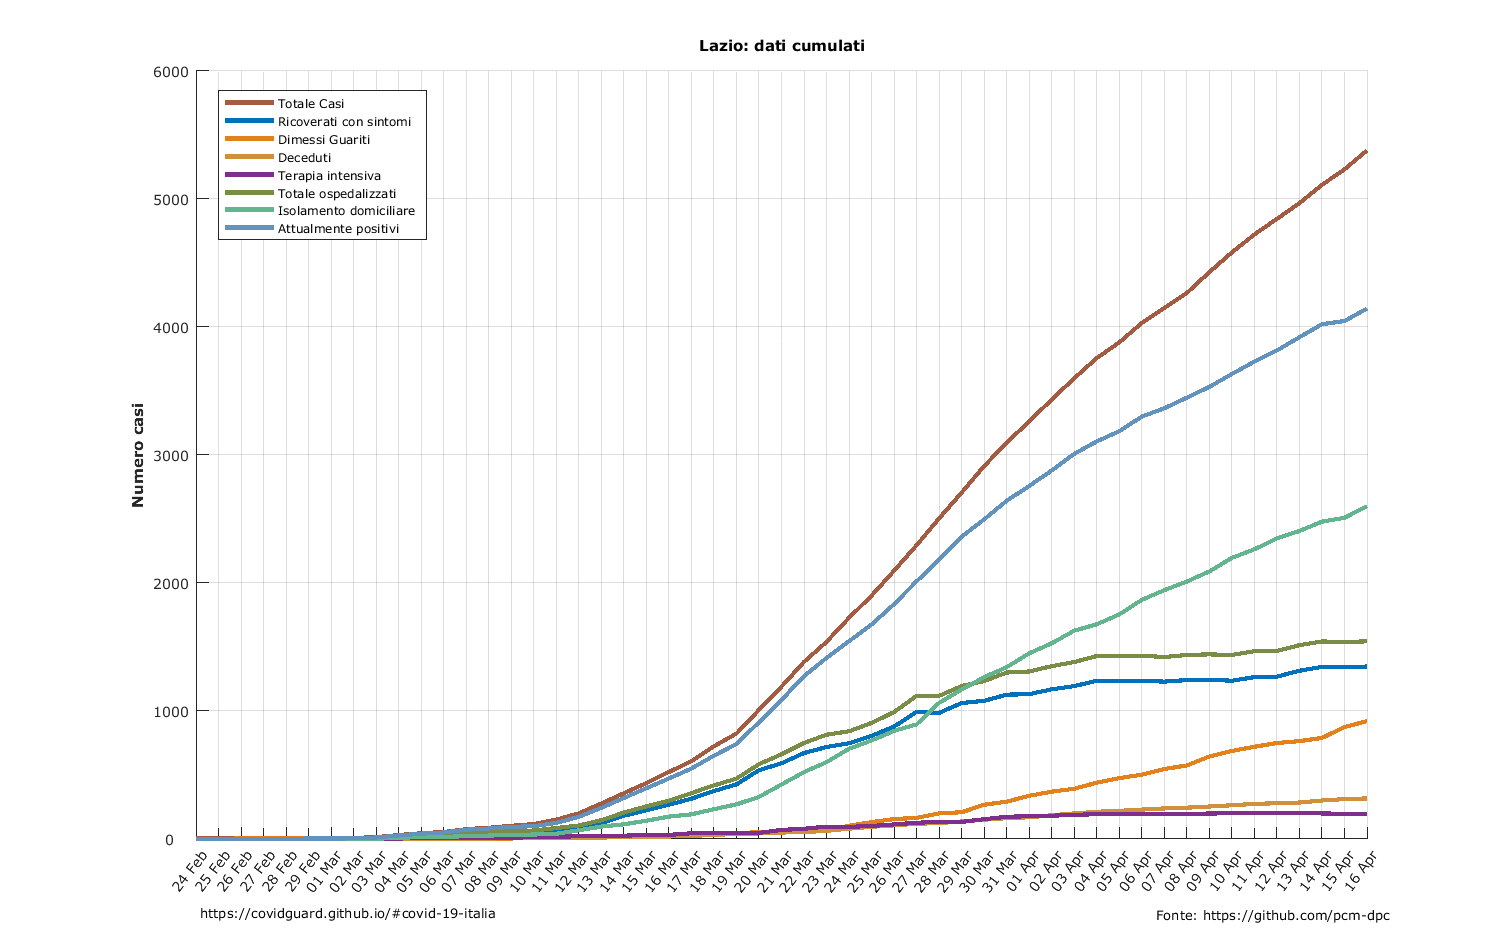 Lazio: dati cumulati
6000
5000
4000
3000
2000
1000
0
Numero casi
Totale Casi
Ricoverati con sintomi
Dimessi Guariti
Deceduti
Terapia intensiva
Totale ospedalizzati
Isolamento domiciliare
Attualmente positivi
24 Feb
25 Feb
26 Feb
27 Feb
28 Feb
29 Feb
01 Mar
02 Mar
03 Mar
04 Mar
05 Mar
06 Mar
07 Mar
08 Mar
09 Mar
10 Mar
11 Mar
12 Mar
13 Mar
14 Mar
15 Mar
16 Mar
17 Mar
18 Mar
19 Mar
20 Mar
21 Mar
22 Mar
23 Mar
24 Mar
25 Mar
26 Mar
27 Mar
28 Mar
29 Mar
30 Mar
31 Mar
01 Apr
02 Apr
03 Apr
04 Apr
05 Apr
06 Apr
07 Apr
08 Apr
09 Apr
10 Apr
11 Apr
12 Apr
13 Apr
14 Apr
15 Apr
16 Apr
https://covidguard.github.io/#covid-19-italia
Fonte: https://github.com/pcm-dpc